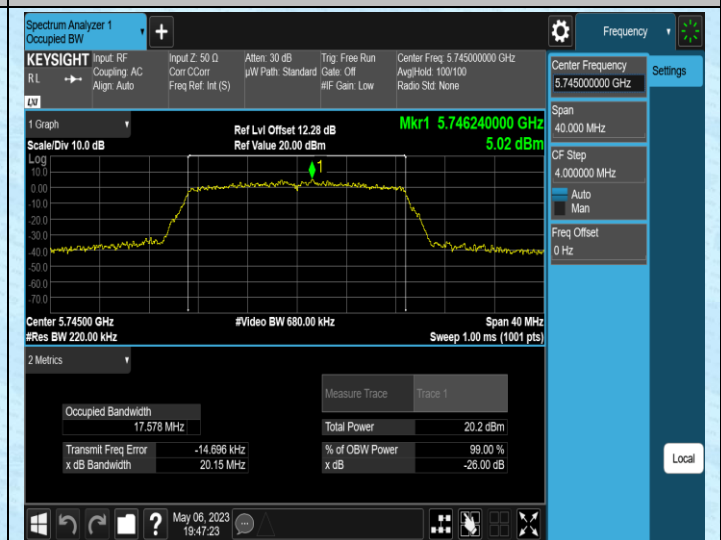 Spectrum Analyzer 1
Occupied BW
+
Frequency
KEYSIGHT
RL
LXI
Input: RF
Coupling: AC
Align: Auto
Input Z: 50 Ω
Corr CCorr
Freq Ref: Int (S)
Atten: 30 dB
µW Path: Standard
Trig: Free Run
Gate: Off
#IF Gain: Low
Center Freq: 5.745000000 GHz
Avg|Hold: 100/100
Radio Std: None
Center Frequency
5.745000000 GHz
Settings
Span
40.000 MHz
CF Step
4.000000 MHz
Auto
Man
Freq Offset
0 Hz
Local
1 Graph
Scale/Div 10.0 dB
Ref Lvl Offset 12.28 dB
Ref Value 20.00 dBm
Mkr1 5.746240000 GHz
5.02 dBm
Log
10.0
0.00
-10.0
-20.0
-30.0
-40.0
-50.0
-60.0
-70.0
1
Center 5.74500 GHz
#Res BW 220.00 kHz
#Video BW 680.00 kHz
Span 40 MHz
Sweep 1.00 ms (1001 pts)
2 Metrics
Measure Trace
Trace 1
Occupied Bandwidth
17.578 MHz
Total Power
20.2 dBm
Transmit Freq Error
-14.696 kHz
% of OBW Power
99.00 %
x dB Bandwidth
20.15 MHz
x dB
-26.00 dB
?
May 06, 2023
19:47:23